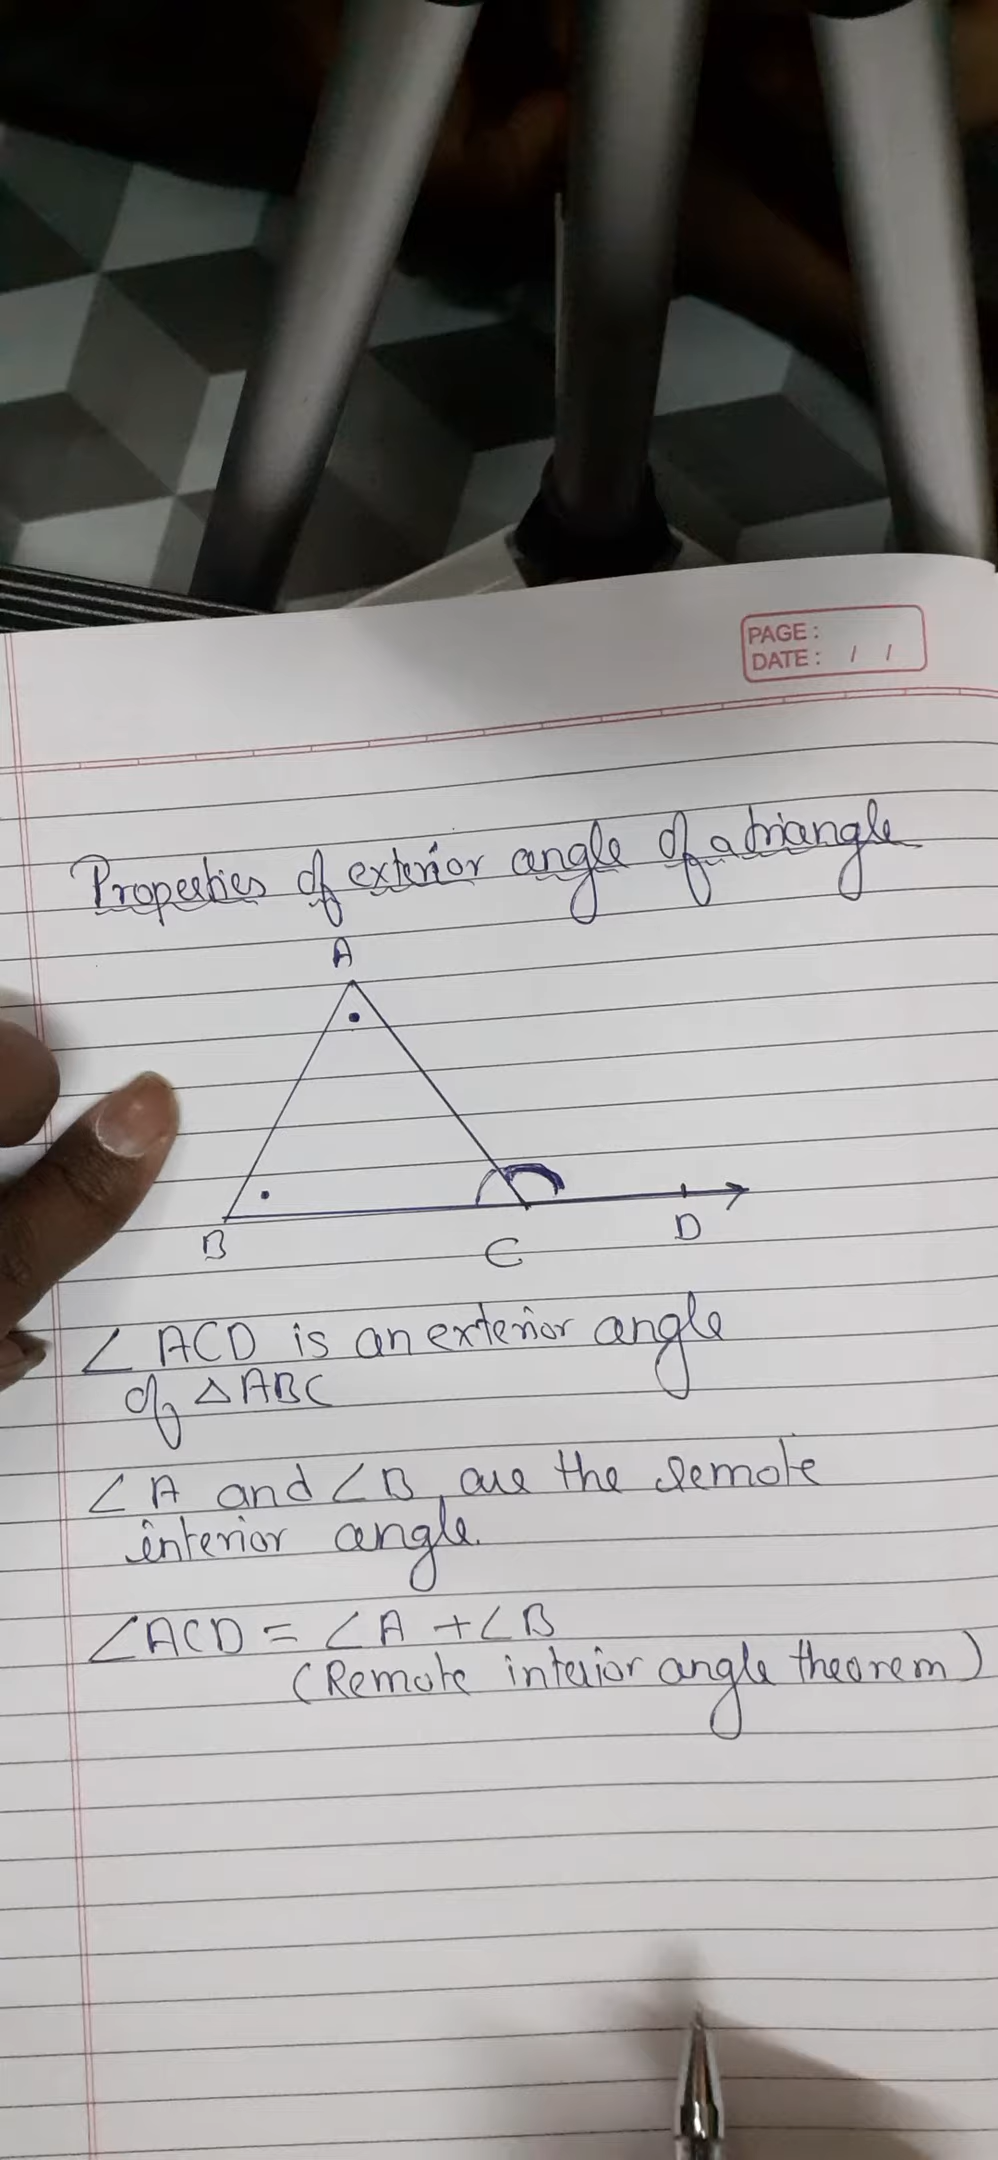 PAGE :
DATE : / /
Properties of exterior angle of a triangle
A
B
C
D
∠ ACD is an exterior angle
of △ABC
∠A and ∠B are the remote
interior angle.
∠ACD = ∠A + ∠B
(Remote interior angle theorem)